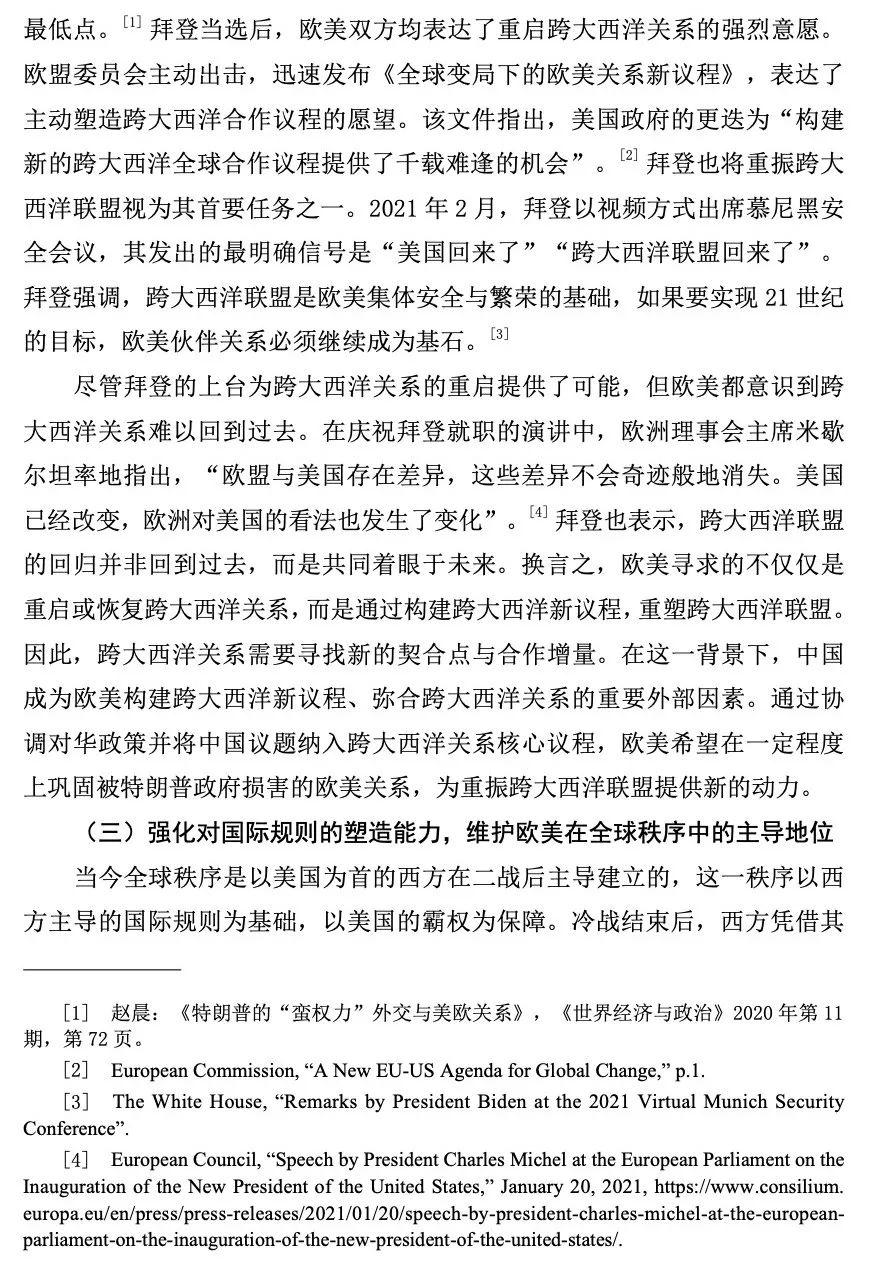 最低点。[1] 拜登当选后，欧美双方均表达了重启跨大西洋关系的强烈意愿。
欧盟委员会主动出击，迅速发布《全球变局下的欧美关系新议程》，表达了
主动塑造跨大西洋合作议程的愿望。该文件指出，美国政府的更迭为“构建
新的跨大西洋全球合作议程提供了千载难逢的机会”。[2] 拜登也将重振跨大
西洋联盟视为其首要任务之一。2021 年 2 月，拜登以视频方式出席慕尼黑安
全会议，其发出的最明确信号是“美国回来了”“跨大西洋联盟回来了”。
拜登强调，跨大西洋联盟是欧美集体安全与繁荣的基础，如果要实现 21 世纪
的目标，欧美伙伴关系必须继续成为基石。[3]
尽管拜登的上台为跨大西洋关系的重启提供了可能，但欧美都意识到跨
大西洋关系难以回到过去。在庆祝拜登就职的演讲中，欧洲理事会主席米歇
尔坦率地指出，“欧盟与美国存在差异，这些差异不会奇迹般地消失。美国
已经改变，欧洲对美国的看法也发生了变化”。[4] 拜登也表示，跨大西洋联盟
的回归并非回到过去，而是共同着眼于未来。换言之，欧美寻求的不仅仅是
重启或恢复跨大西洋关系，而是通过构建跨大西洋新议程，重塑跨大西洋联盟。
因此，跨大西洋关系需要寻找新的契合点与合作增量。在这一背景下，中国
成为欧美构建跨大西洋新议程、弥合跨大西洋关系的重要外部因素。通过协
调对华政策并将中国议题纳入跨大西洋关系核心议程，欧美希望在一定程度
上巩固被特朗普政府损害的欧美关系，为重振跨大西洋联盟提供新的动力。
（三）强化对国际规则的塑造能力，维护欧美在全球秩序中的主导地位
当今全球秩序是以美国为首的西方在二战后主导建立的，这一秩序以西
方主导的国际规则为基础，以美国的霸权为保障。冷战结束后，西方凭借其
[1] 赵晨：《特朗普的“蛮权力”外交与美欧关系》，《世界经济与政治》2020 年第 11
期，第 72 页。
[2] European Commission, “A New EU-US Agenda for Global Change,” p.1.
[3] The White House, “Remarks by President Biden at the 2021 Virtual Munich Security
Conference”.
[4] European Council, “Speech by President Charles Michel at the European Parliament on the
Inauguration of the New President of the United States,” January 20, 2021, https://www.consilium.
europa.eu/en/press/press-releases/2021/01/20/speech-by-president-charles-michel-at-the-european-
parliament-on-the-inauguration-of-the-new-president-of-the-united-states/.